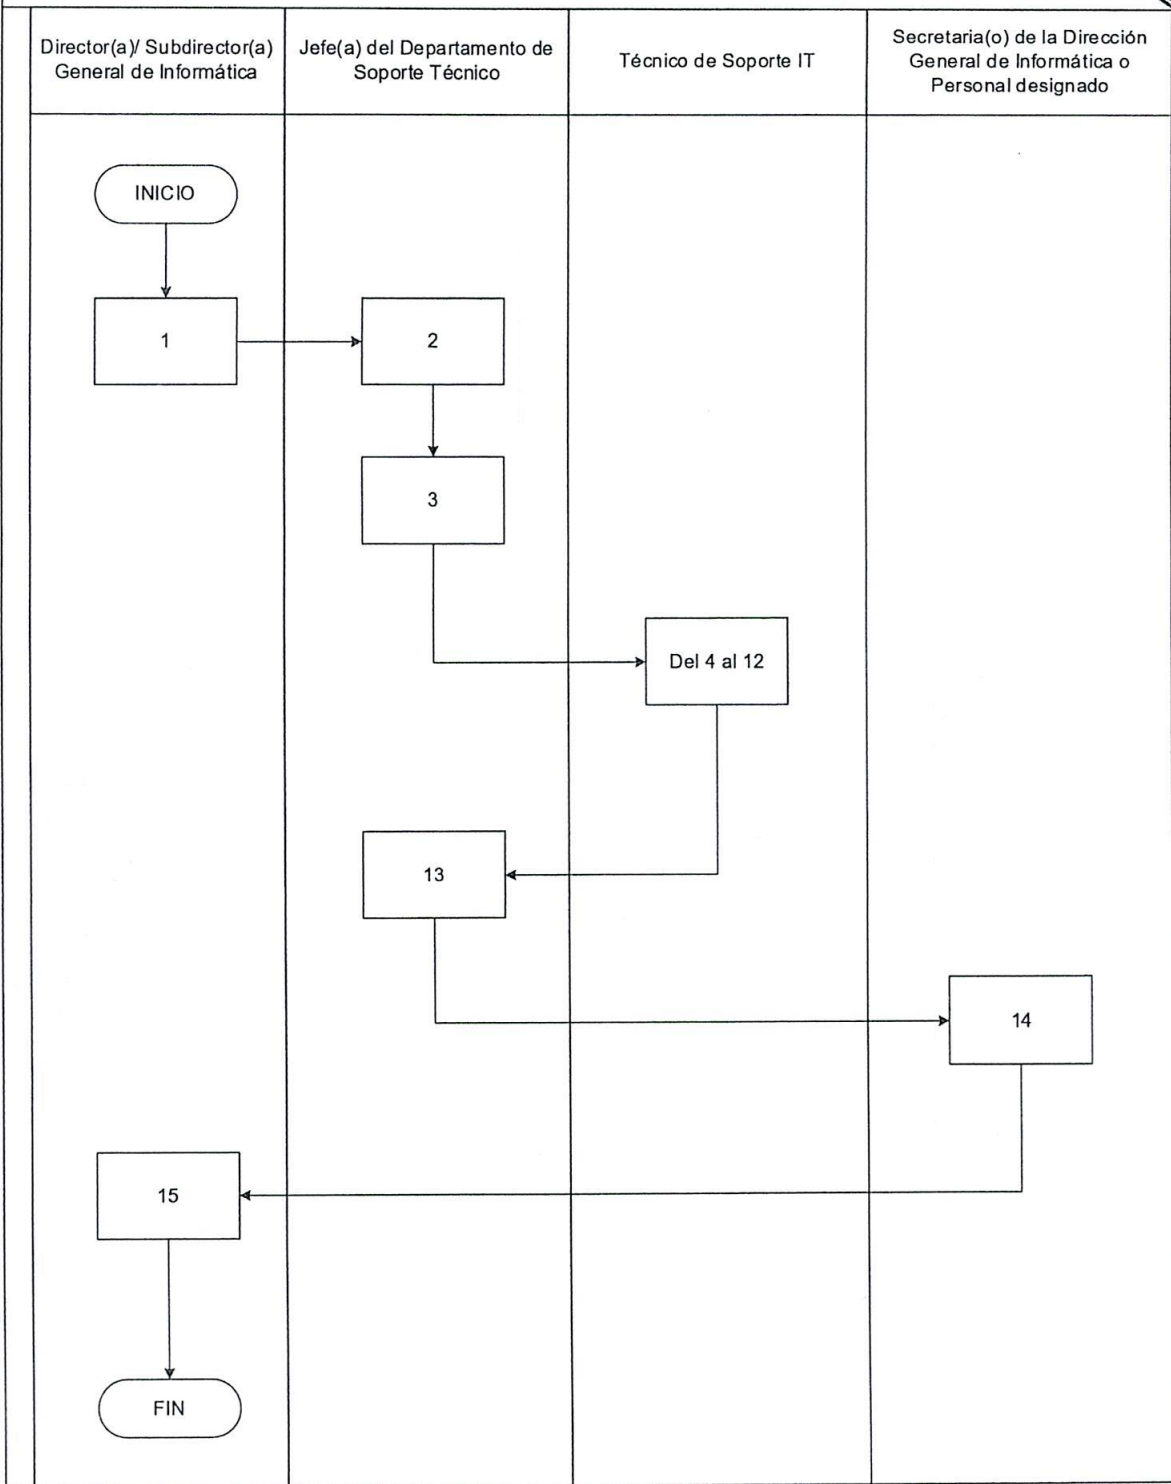 Director(a)/ Subdirector(a)
General de Informática
Jefe(a) del Departamento de
Soporte Técnico
Técnico de Soporte IT
Secretaria(o) de la Dirección
General de Informática o
Personal designado
INICIO
1
2
3
Del 4 al 12
13
14
15
FIN